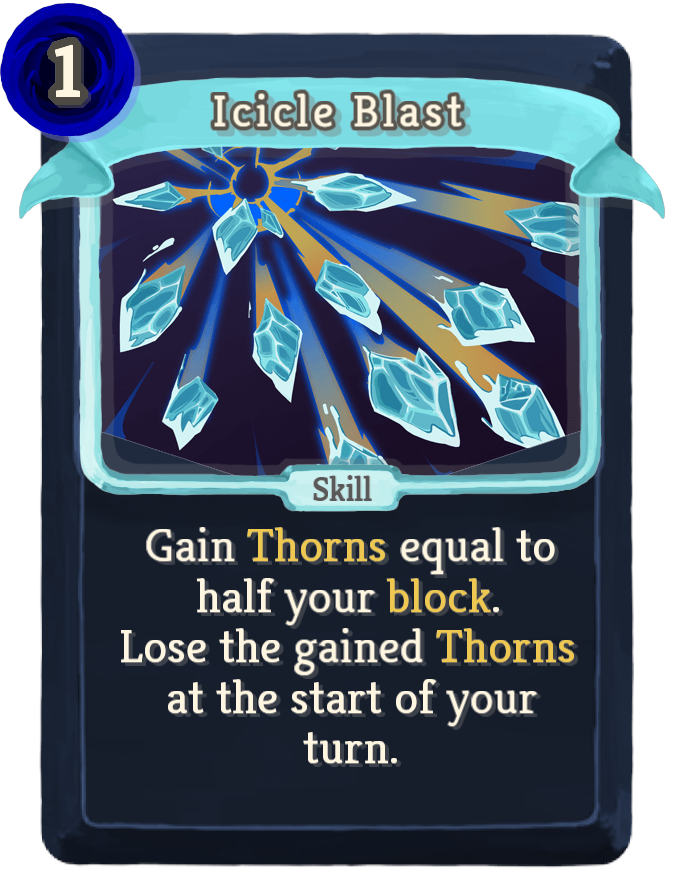 1
Icicle Blast
Skill
Gain Thorns equal to
half your block.
Lose the gained Thorns
at the start of your
turn.